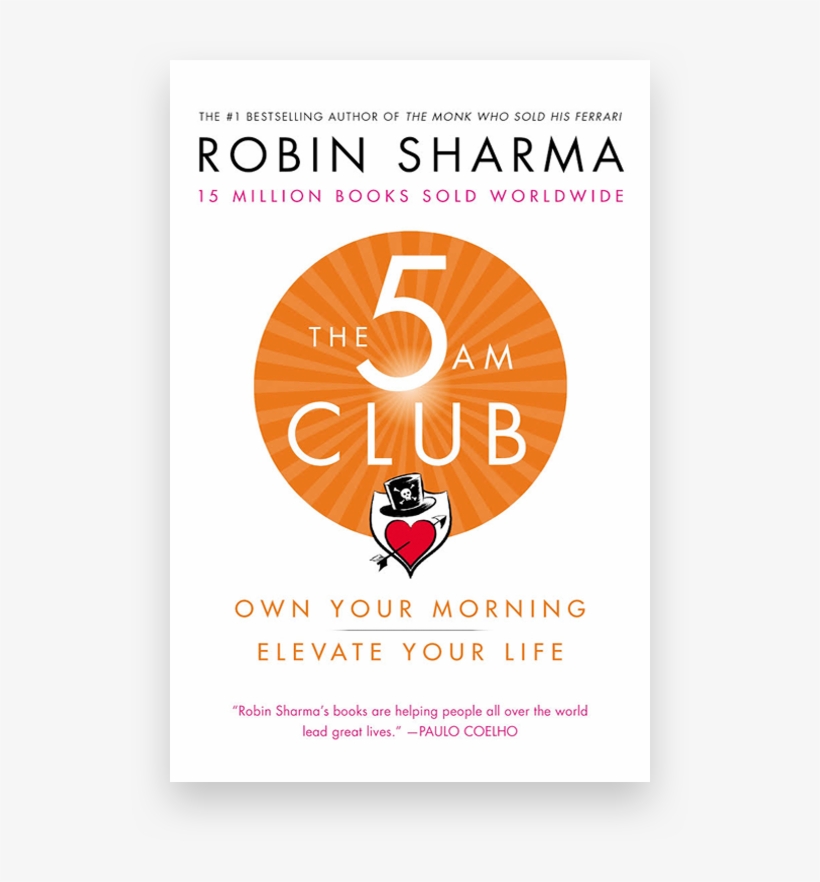 THE #1 BESTSELLING AUTHOR OF THE MONK WHO SOLD HIS FERRARI
ROBIN SHARMA
15 MILLION BOOKS SOLD WORLDWIDE
THE 5 AM
CLUB
OWN YOUR MORNING
ELEVATE YOUR LIFE
“Robin Sharma’s books are helping people all over the world
lead great lives.” —PAULO COELHO